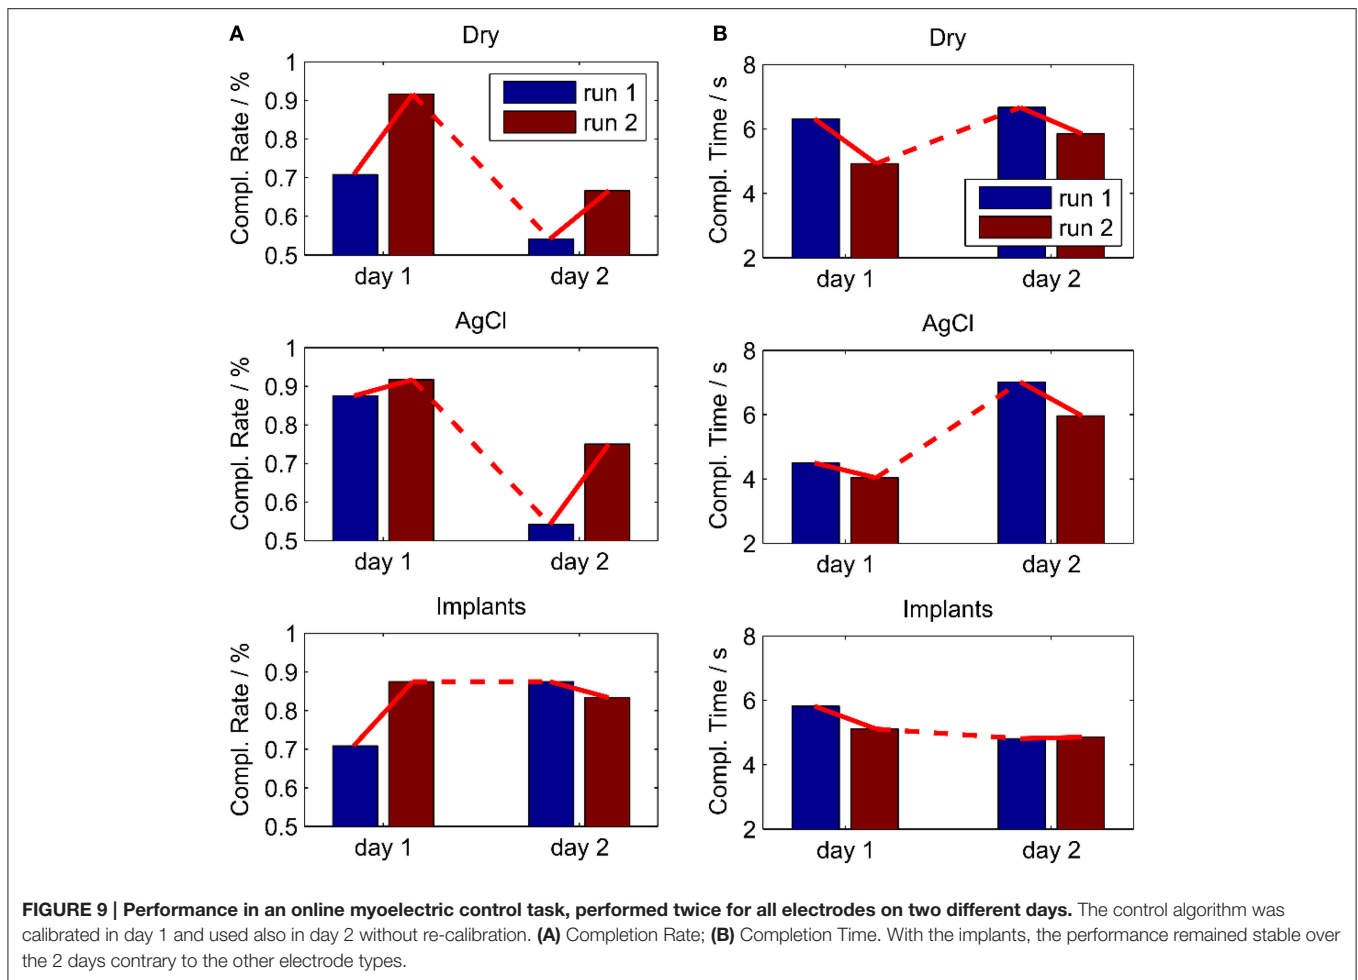 A
Dry
Compl. Rate / %
1
0.9
0.8
0.7
0.6
0.5
run 1
run 2
day 1
day 2
B
Dry
Compl. Time / s
8
6
4
2
run 1
run 2
day 1
day 2
AgCl
Compl. Rate / %
1
0.9
0.8
0.7
0.6
0.5
day 1
day 2
AgCl
Compl. Time / s
8
6
4
2
day 1
day 2
Implants
Compl. Rate / %
1
0.9
0.8
0.7
0.6
0.5
day 1
day 2
Implants
Compl. Time / s
8
6
4
2
day 1
day 2
FIGURE 9 | Performance in an online myoelectric control task, performed twice for all electrodes on two different days. The control algorithm was
calibrated in day 1 and used also in day 2 without re-calibration. (A) Completion Rate; (B) Completion Time. With the implants, the performance remained stable over
the 2 days contrary to the other electrode types.